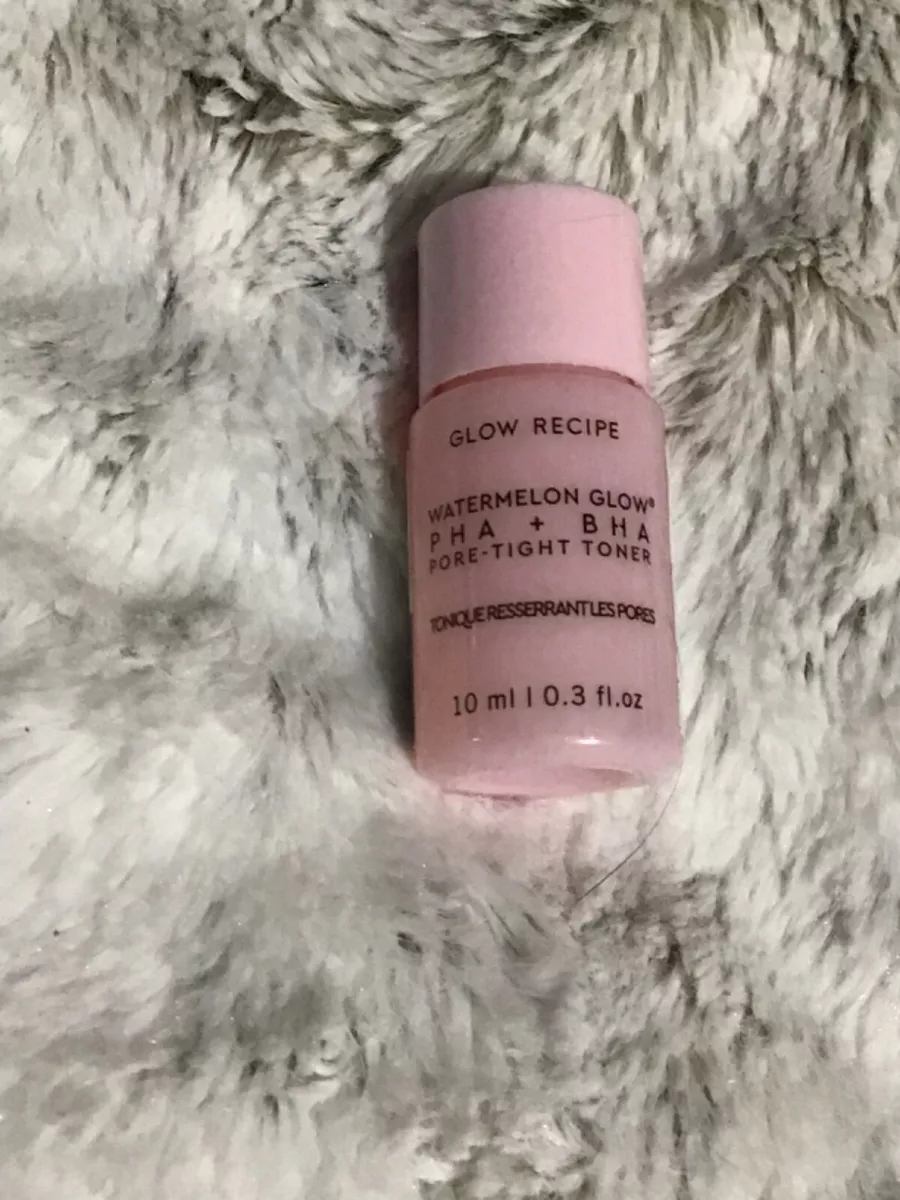 GLOW RECIPE
WATERMELON GLOW®
PHA + BHA
PORE-TIGHT TONER
TONIQUE RESSERRANT LES PORES
10 ml | 0.3 fl.oz